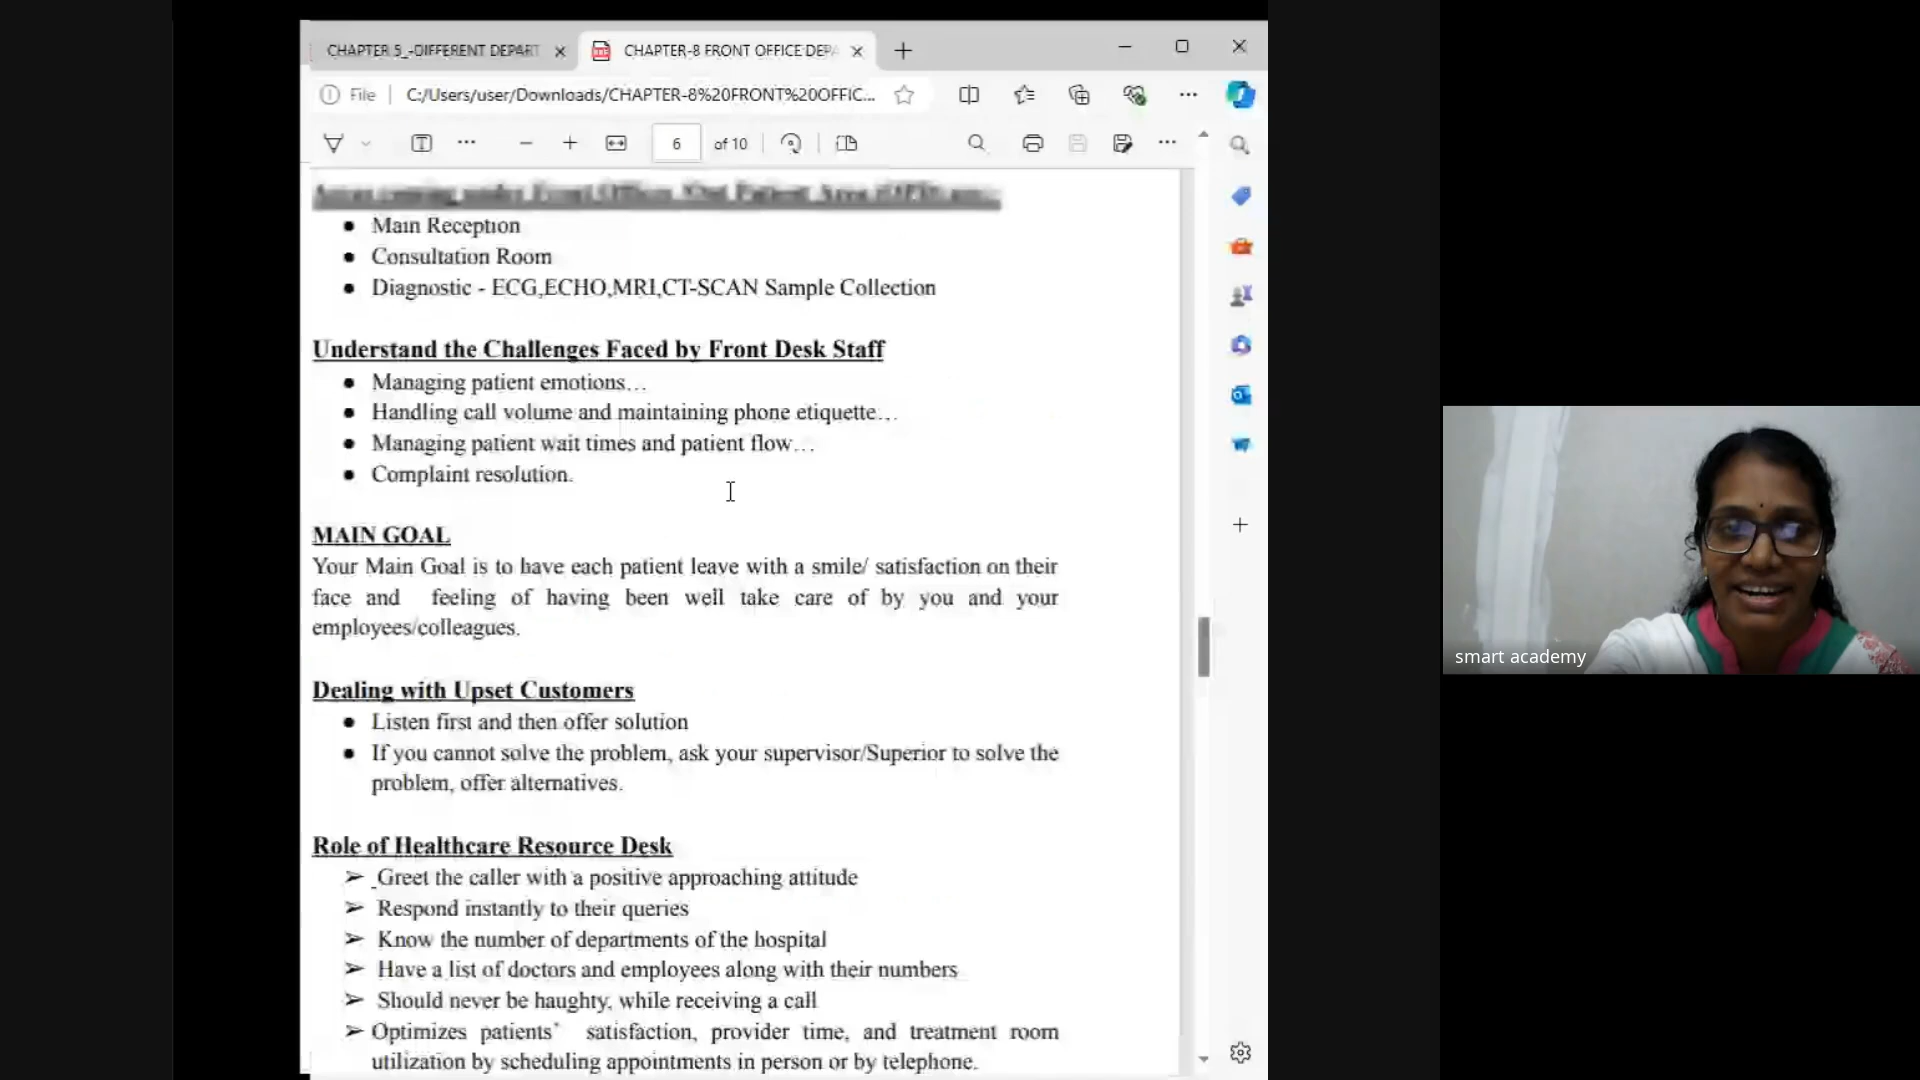 CHAPTER 5_-DIFFERENT DEPART
CHAPTER-8 FRONT OFFICE DEPA
File
C:/Users/user/Downloads/CHAPTER-8%20FRONT%20OFFIC...
6 of 10
● Main Reception
● Consultation Room
● Diagnostic - ECG,ECHO,MRI,CT-SCAN Sample Collection
Understand the Challenges Faced by Front Desk Staff
● Managing patient emotions…
● Handling call volume and maintaining phone etiquette…
● Managing patient wait times and patient flow…
● Complaint resolution.
MAIN GOAL
Your Main Goal is to have each patient leave with a smile/ satisfaction on their
face and feeling of having been well take care of by you and your
employees/colleagues.
Dealing with Upset Customers
● Listen first and then offer solution
● If you cannot solve the problem, ask your supervisor/Superior to solve the
problem, offer alternatives.
Role of Healthcare Resource Desk
➢ Greet the caller with a positive approaching attitude
➢ Respond instantly to their queries
➢ Know the number of departments of the hospital
➢ Have a list of doctors and employees along with their numbers
➢ Should never be haughty, while receiving a call
➢ Optimizes patients' satisfaction, provider time, and treatment room
utilization by scheduling appointments in person or by telephone.
smart academy